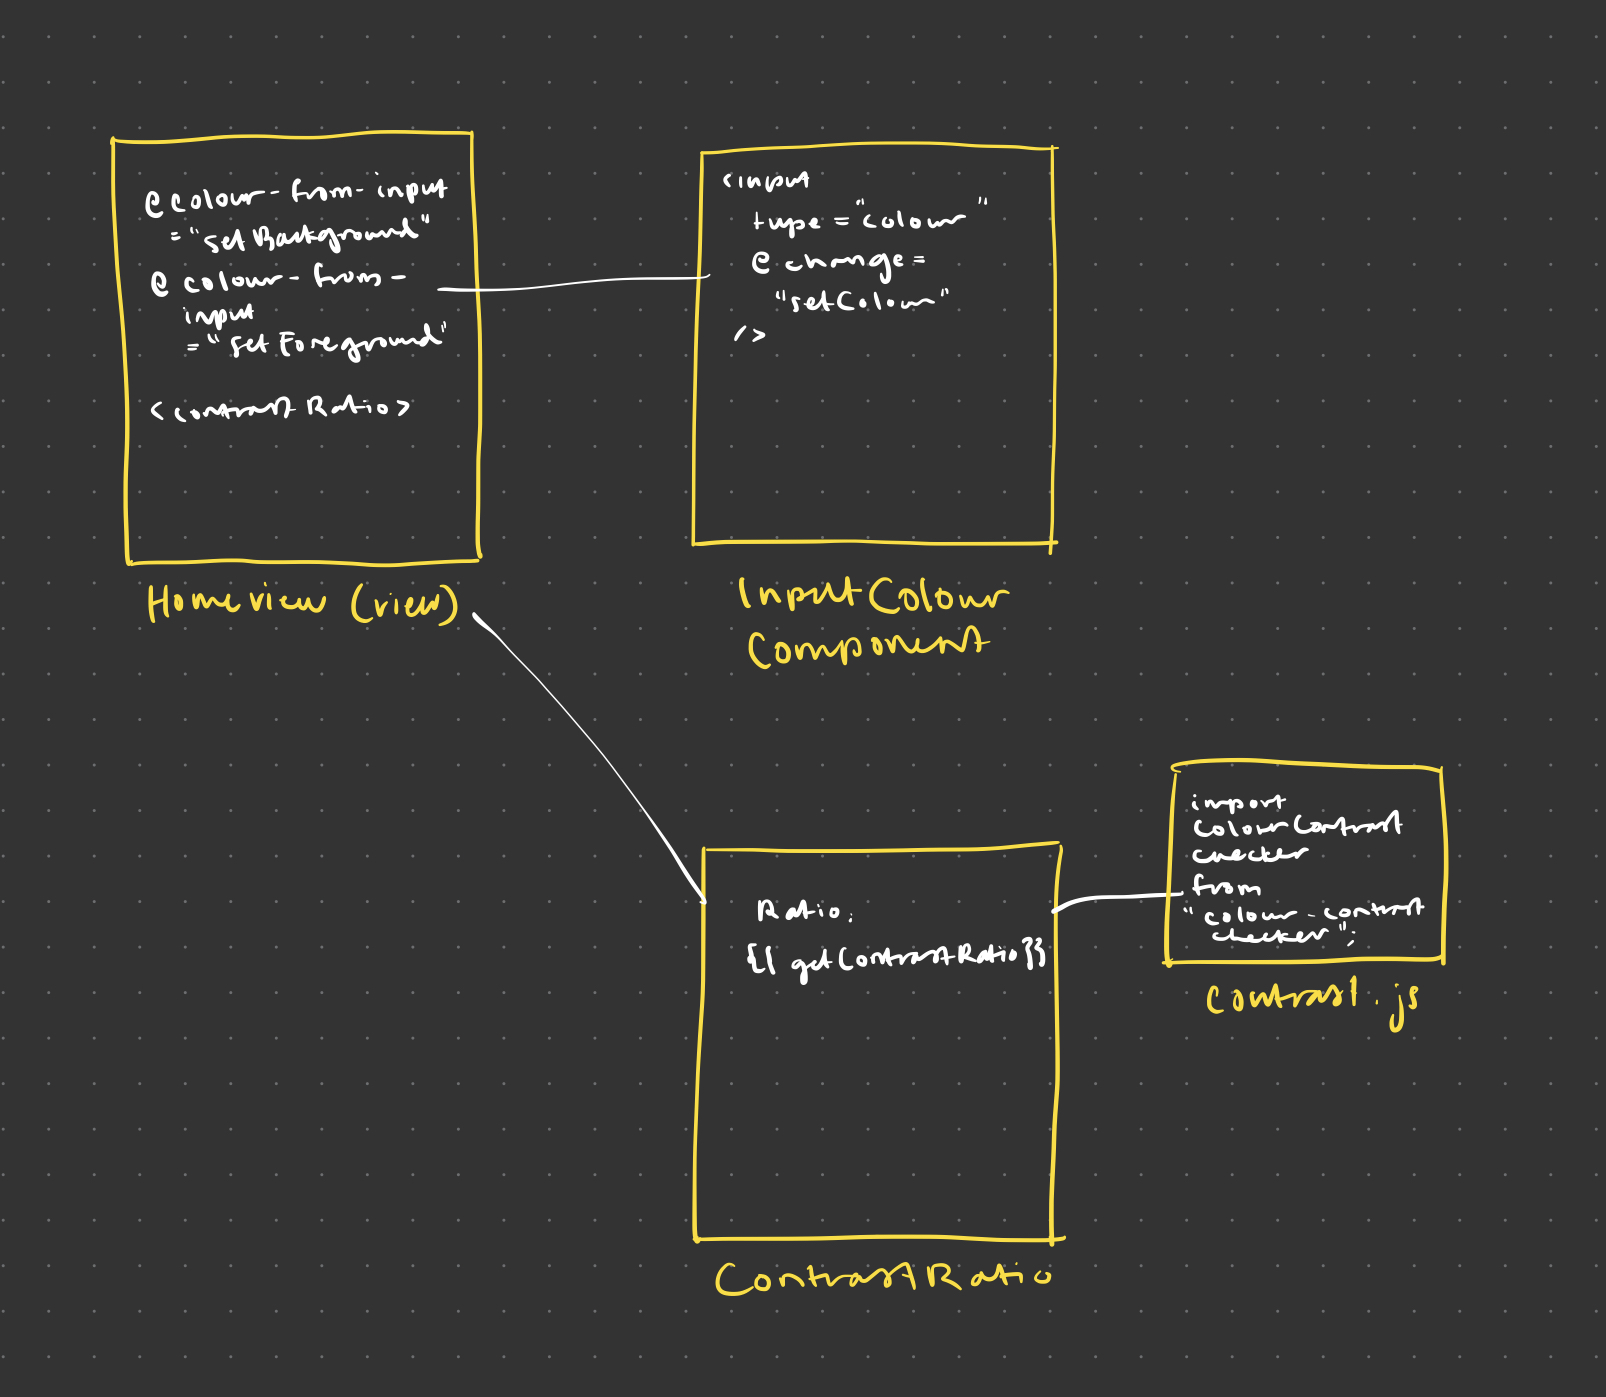 @colour-from-input
="setBackground"
@colour-from-
input
="setForeground"
<contrastRatio>
Homeview (view)
<input
type="colour"
@change=
"setColour"
/>
InputColour
Component
Ratio:
{{ getContrastRatio}}
ContrastRatio
import
ColourContrast
checker
from
"colour-contrast
checker";
contrast.js